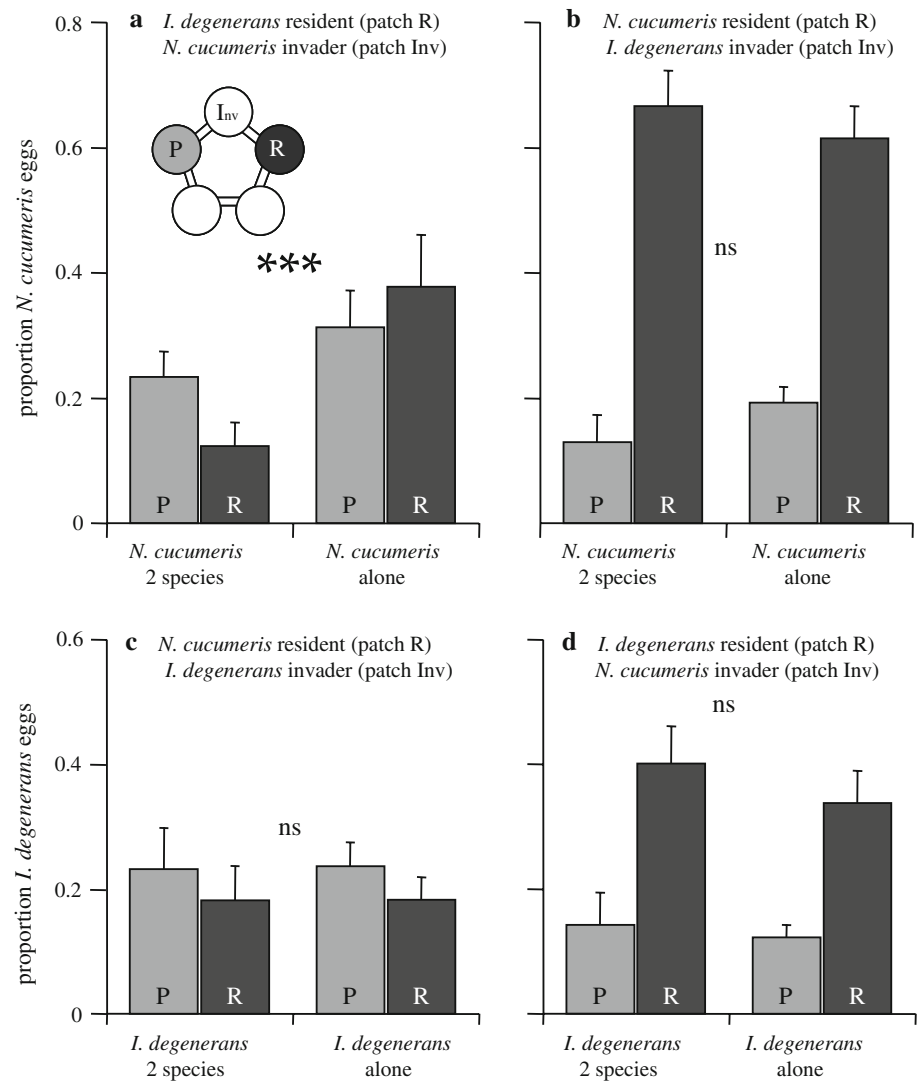 proportion N. cucumeris eggs
0.8
0.6
0.4
0.2
0
a I. degenerans resident (patch R)
N. cucumeris invader (patch Inv)
Inv
P
R
***
P R P R
N. cucumeris
2 species
N. cucumeris
alone
b N. cucumeris resident (patch R)
I. degenerans invader (patch Inv)
ns
P R P R
N. cucumeris
2 species
N. cucumeris
alone
proportion I. degenerans eggs
0.6
0.4
0.2
0
c N. cucumeris resident (patch R)
I. degenerans invader (patch Inv)
ns
P R P R
I. degenerans
2 species
I. degenerans
alone
d I. degenerans resident (patch R)
N. cucumeris invader (patch Inv)
ns
P R P R
I. degenerans
2 species
I. degenerans
alone